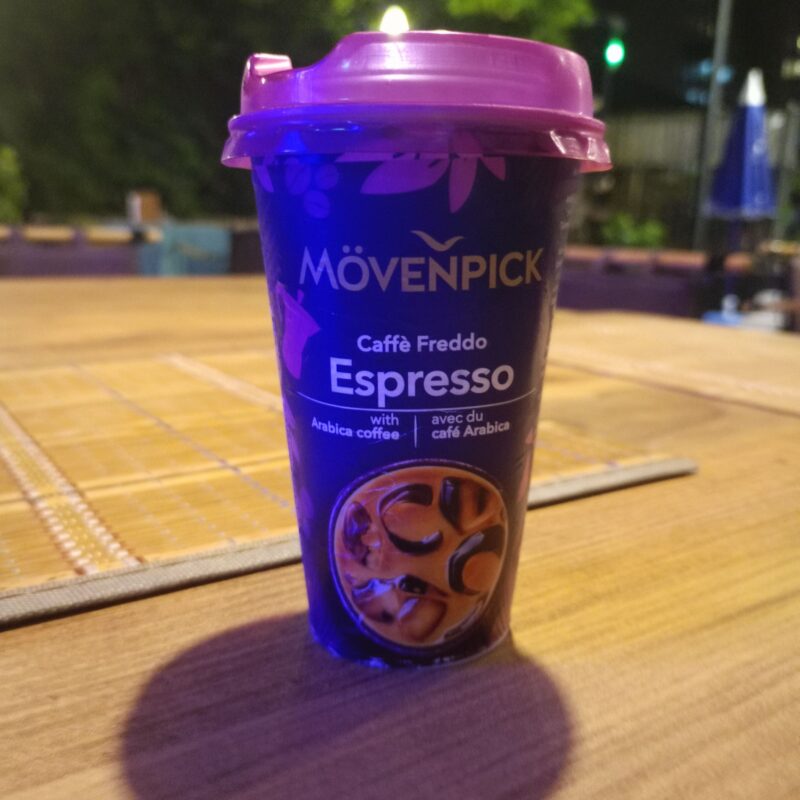 MÖVENPICK
Caffè Freddo
Espresso
with
Arabica coffee
avec du
café Arabica